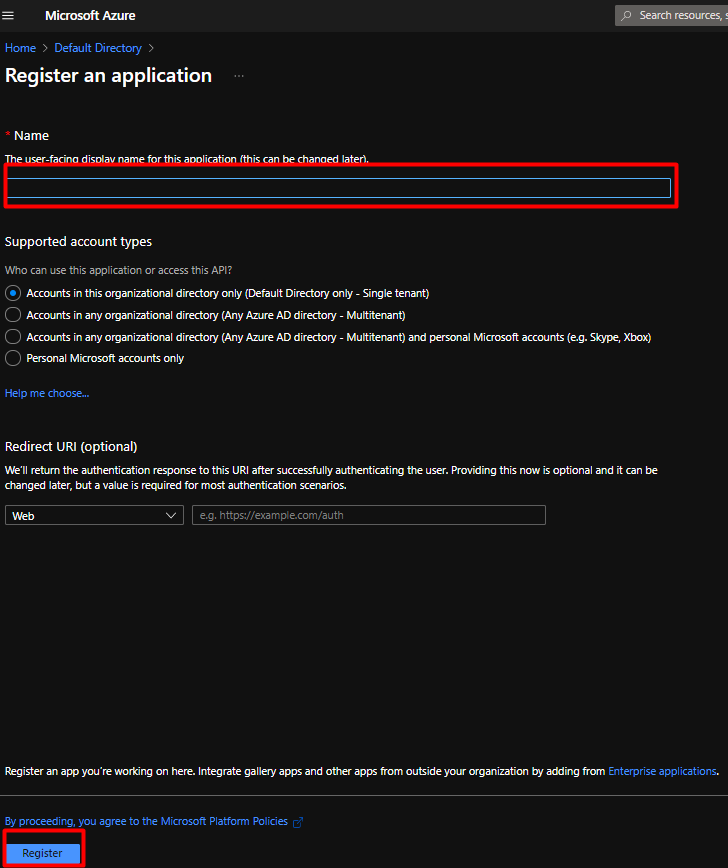 Microsoft Azure
Search resources, s
Home > Default Directory >
Register an application ...
* Name
The user-facing display name for this application (this can be changed later).
Supported account types
Who can use this application or access this API?
Accounts in this organizational directory only (Default Directory only - Single tenant)
Accounts in any organizational directory (Any Azure AD directory - Multitenant)
Accounts in any organizational directory (Any Azure AD directory - Multitenant) and personal Microsoft accounts (e.g. Skype, Xbox)
Personal Microsoft accounts only
Help me choose...
Redirect URI (optional)
We'll return the authentication response to this URI after successfully authenticating the user. Providing this now is optional and it can be
changed later, but a value is required for most authentication scenarios.
Web
e.g. https://example.com/auth
Register an app you're working on here. Integrate gallery apps and other apps from outside your organization by adding from Enterprise applications.
By proceeding, you agree to the Microsoft Platform Policies
Register